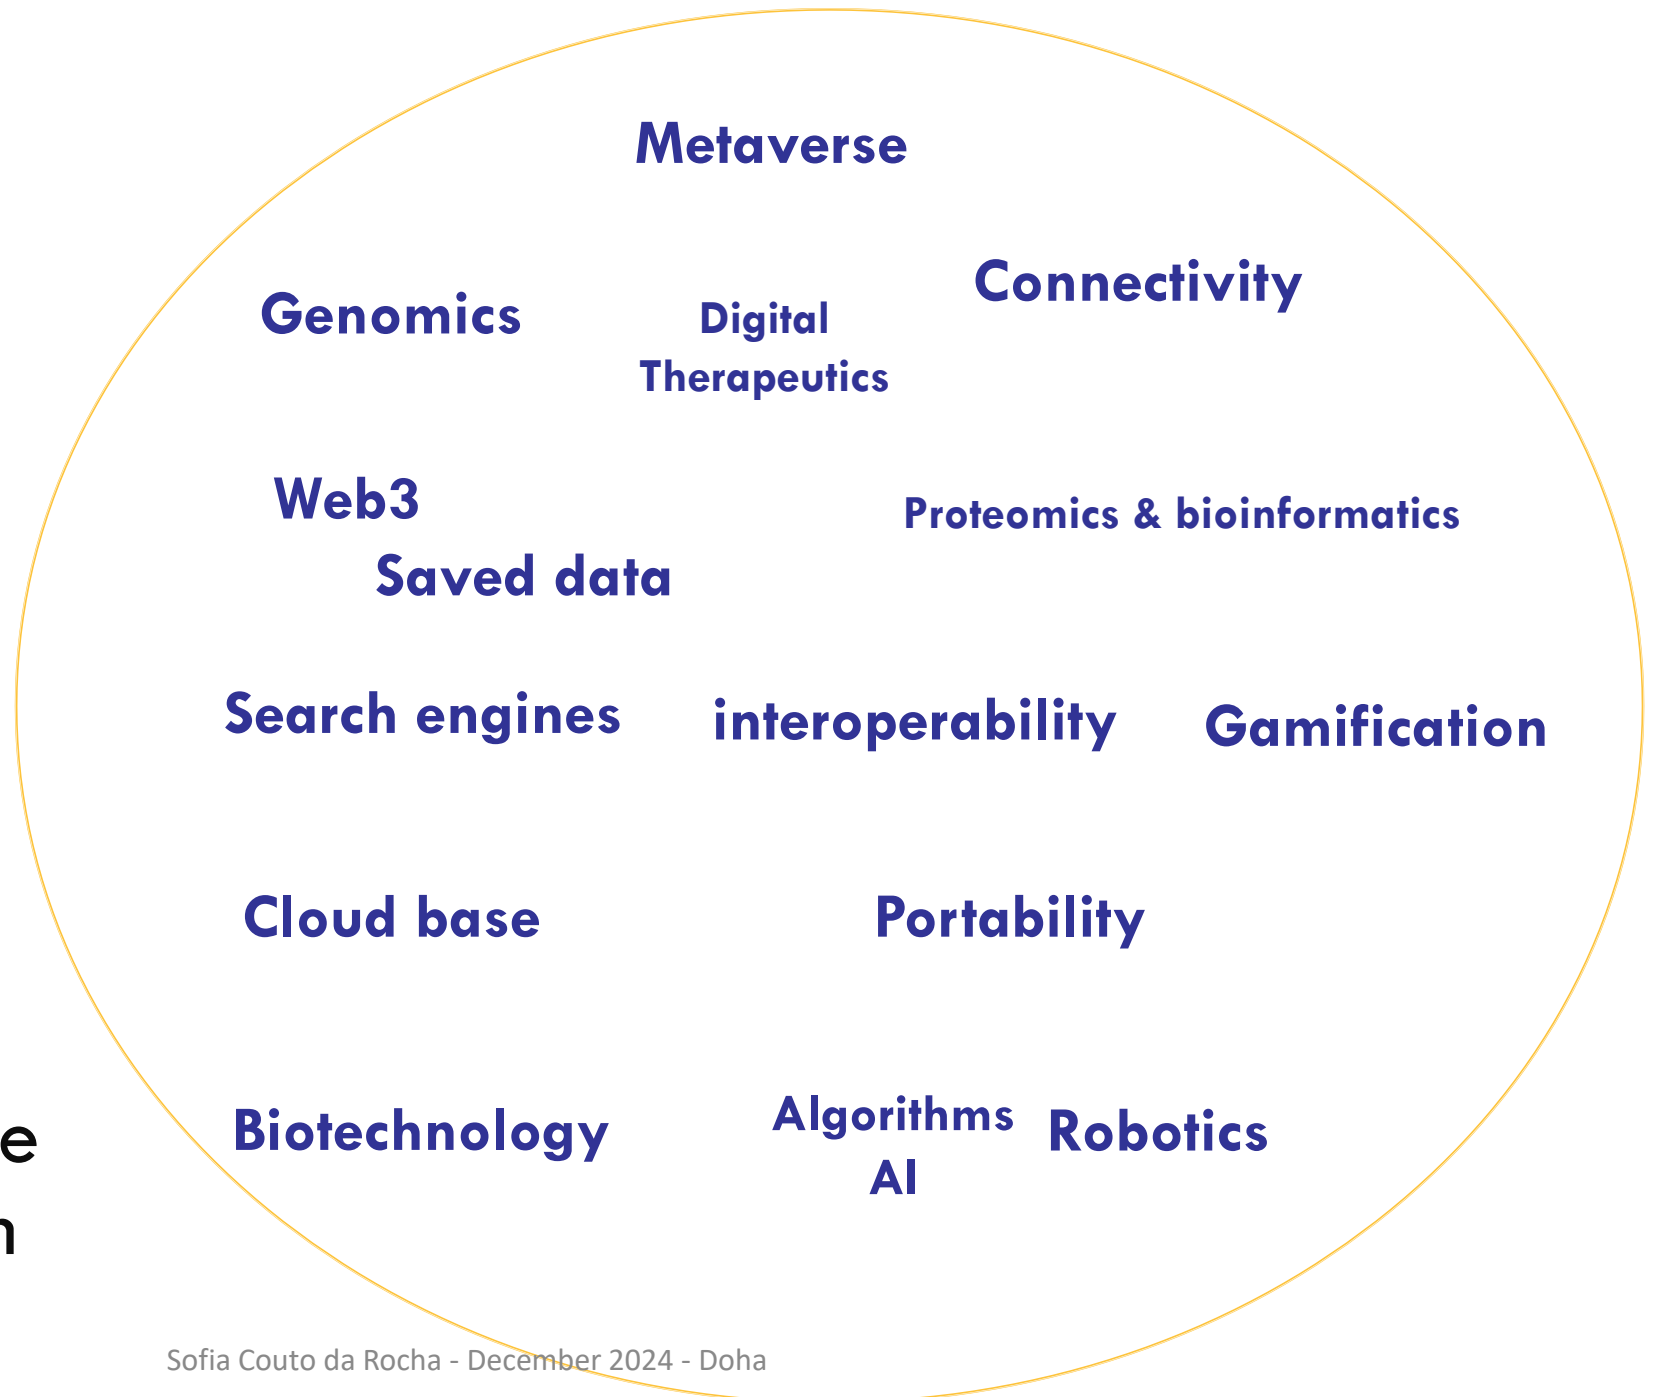 Metaverse
Connectivity
Genomics
Digital
Therapeutics
Web3
Proteomics & bioinformatics
Saved data
Search engines
interoperability
Gamification
Cloud base
Portability
Biotechnology
Algorithms
AI
Robotics
e
n
Sofia Couto da Rocha - December 2024 - Doha